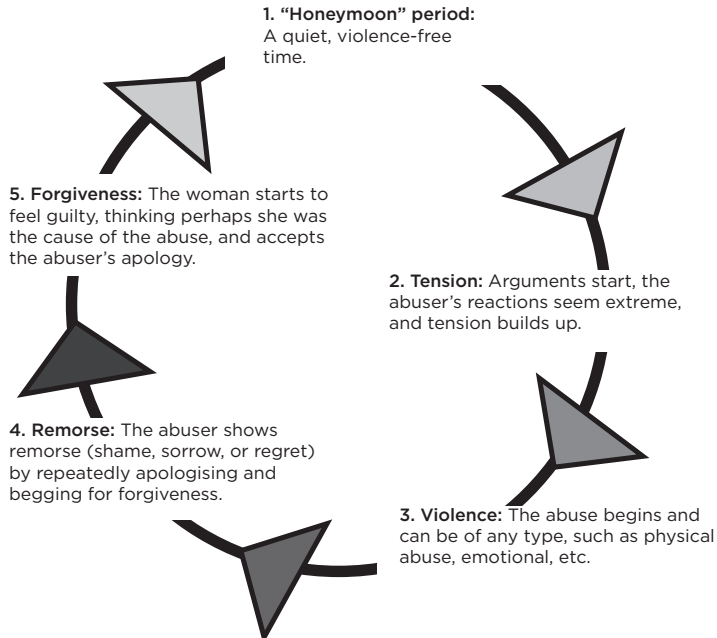 1. “Honeymoon” period:
A quiet, violence-free
time.
2. Tension: Arguments start, the
abuser’s reactions seem extreme,
and tension builds up.
3. Violence: The abuse begins and
can be of any type, such as physical
abuse, emotional, etc.
4. Remorse: The abuser shows
remorse (shame, sorrow, or regret)
by repeatedly apologising and
begging for forgiveness.
5. Forgiveness: The woman starts to
feel guilty, thinking perhaps she was
the cause of the abuse, and accepts
the abuser’s apology.